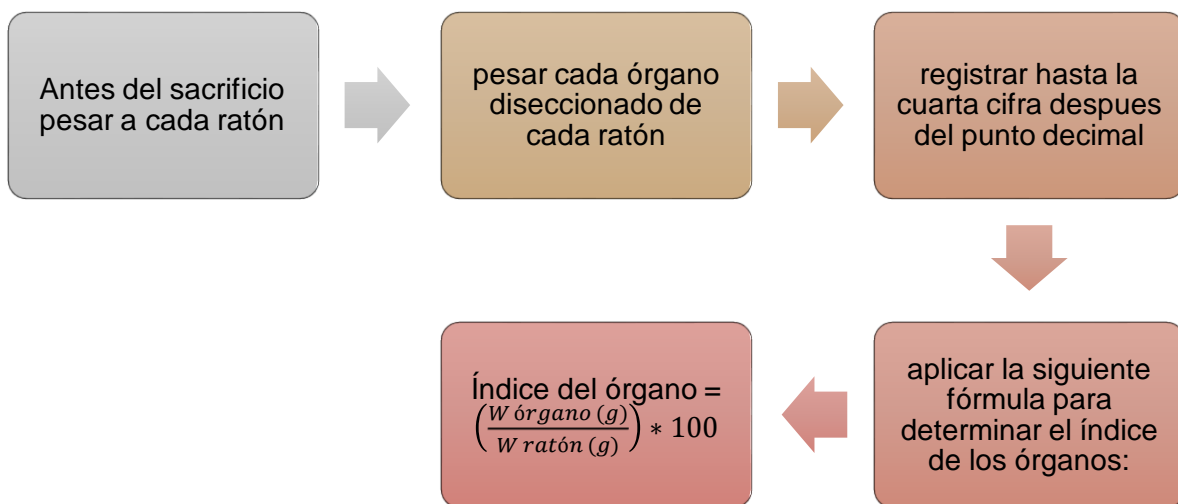 Antes del sacrificio
pesar a cada ratón
pesar cada órgano
diseccionado de
cada ratón
registrar hasta la
cuarta cifra despues
del punto decimal
aplicar la siguiente
fórmula para
determinar el índice
de los órganos:
Índice del órgano =
(W órgano (g) / W ratón (g)) * 100